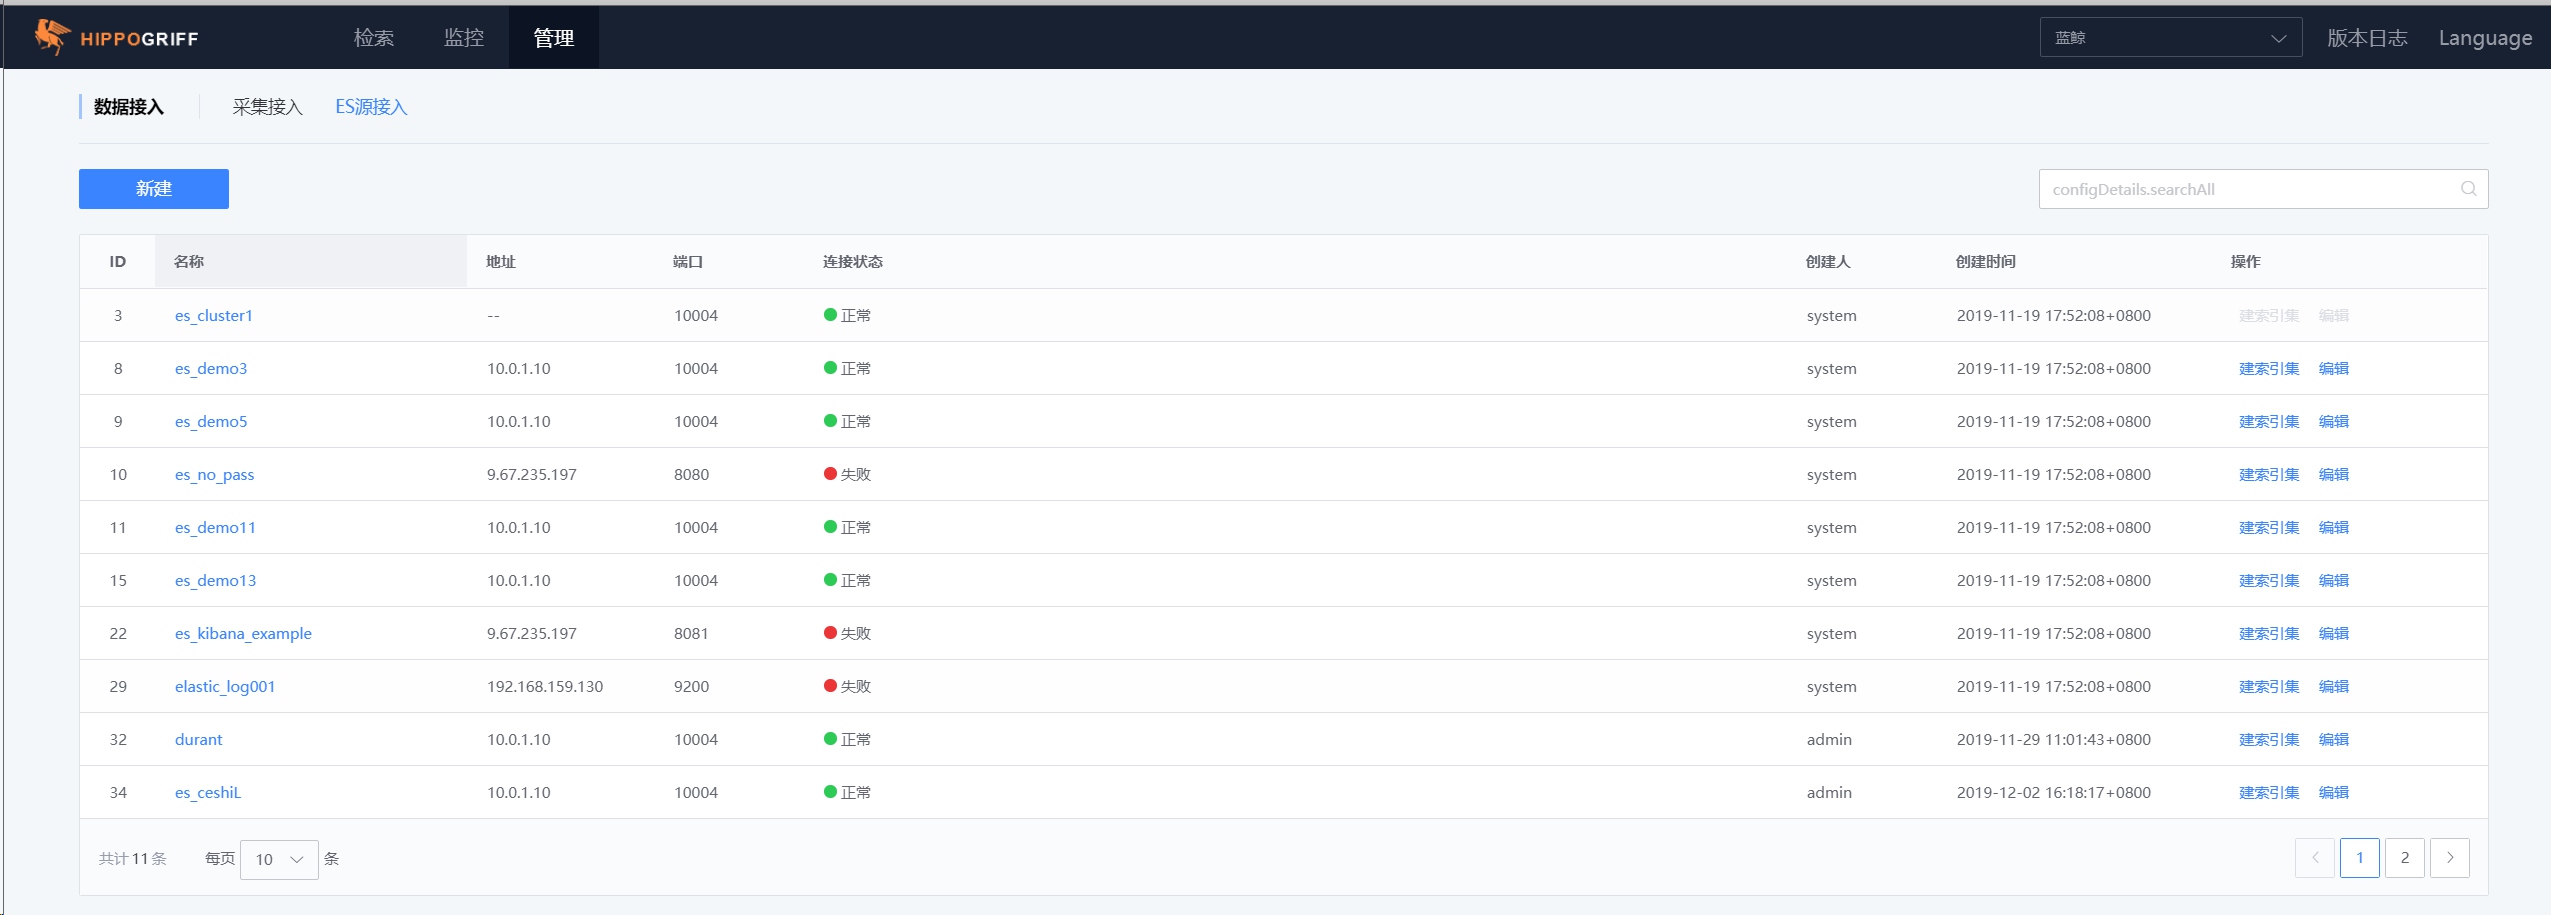 HIPPOGRIFF 检索 监控 管理 蓝鲸 版本日志 Language
数据接入 采集接入 ES源接入
新建 configDetails.searchAll
ID 名称 地址 端口 连接状态 创建人 创建时间 操作
3 es_cluster1 -- 10004 正常 system 2019-11-19 17:52:08+0800 建索引集 编辑
8 es_demo3 10.0.1.10 10004 正常 system 2019-11-19 17:52:08+0800 建索引集 编辑
9 es_demo5 10.0.1.10 10004 正常 system 2019-11-19 17:52:08+0800 建索引集 编辑
10 es_no_pass 9.67.235.197 8080 失败 system 2019-11-19 17:52:08+0800 建索引集 编辑
11 es_demo11 10.0.1.10 10004 正常 system 2019-11-19 17:52:08+0800 建索引集 编辑
15 es_demo13 10.0.1.10 10004 正常 system 2019-11-19 17:52:08+0800 建索引集 编辑
22 es_kibana_example 9.67.235.197 8081 失败 system 2019-11-19 17:52:08+0800 建索引集 编辑
29 elastic_log001 192.168.159.130 9200 失败 system 2019-11-19 17:52:08+0800 建索引集 编辑
32 durant 10.0.1.10 10004 正常 admin 2019-11-29 11:01:43+0800 建索引集 编辑
34 es_ceshiL 10.0.1.10 10004 正常 admin 2019-12-02 16:18:17+0800 建索引集 编辑
共计 11 条 每页 10 条 1 2